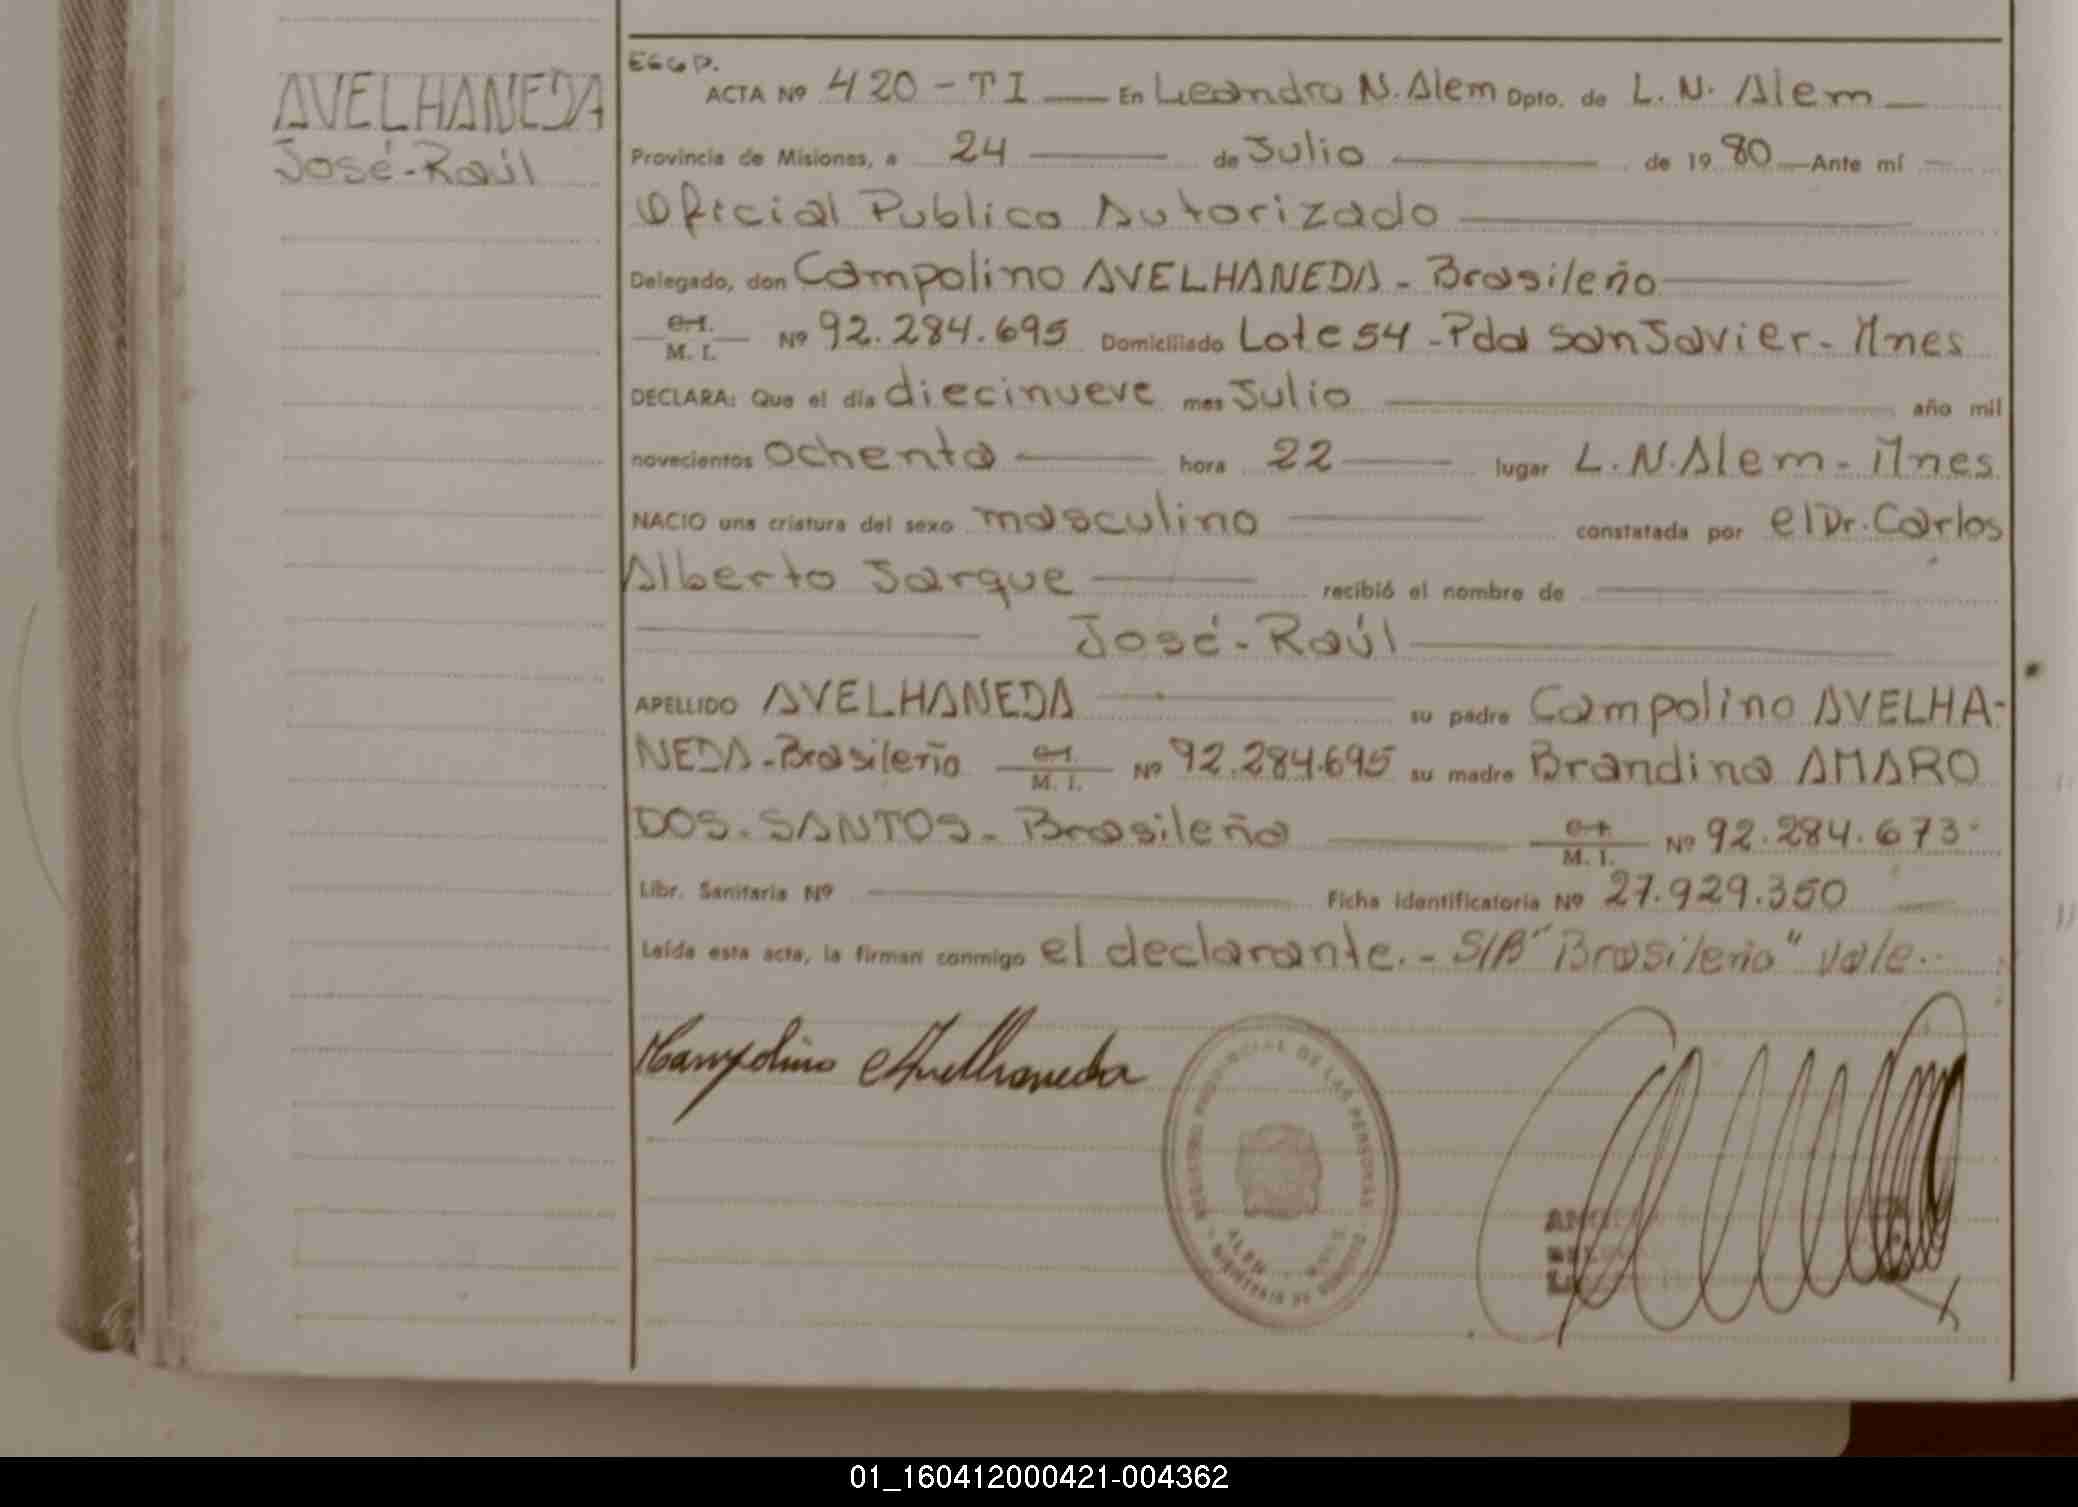 AVELHANEDA
José-Raúl
ACTA Nº 420-TI En Leandro N. Alem Dpto. de L. N. Alem
Provincia de Misiones, a 24 de Julio de 1980 Ante mí
Oficial Publico Autorizado
Delegado, don Campolino AVELHANEDA - Brasileño
C.I.
M. I. Nº 92.284.695 Domiciliado Lote 54 - Pda San Javier - Mnes
DECLARA: Que el día diecinueve mes Julio año mil
novecientos ochenta hora 22 lugar L. N. Alem - Mnes
NACIO una criatura del sexo masculino constatada por el Dr. Carlos
Alberto Jarque recibió el nombre de
José-Raúl
APELLIDO AVELHANEDA su padre Campolino AVELHA-
NEDA - Brasileño C.I.
M. I. Nº 92.284.695 su madre Brandina AMARO
DOS-SANTOS - Brasileña C.I.
M. I. Nº 92.284.673
Libr. Sanitaria Nº Ficha identificatoria Nº 27.929.350
Leída esta acta, la firman conmigo el declarante. - S/B "Brasileño" vale.
Campolino Avelhaneda
REGISTRO PROVINCIAL DE LAS PERSONAS
ALEM
01_160412000421-004362